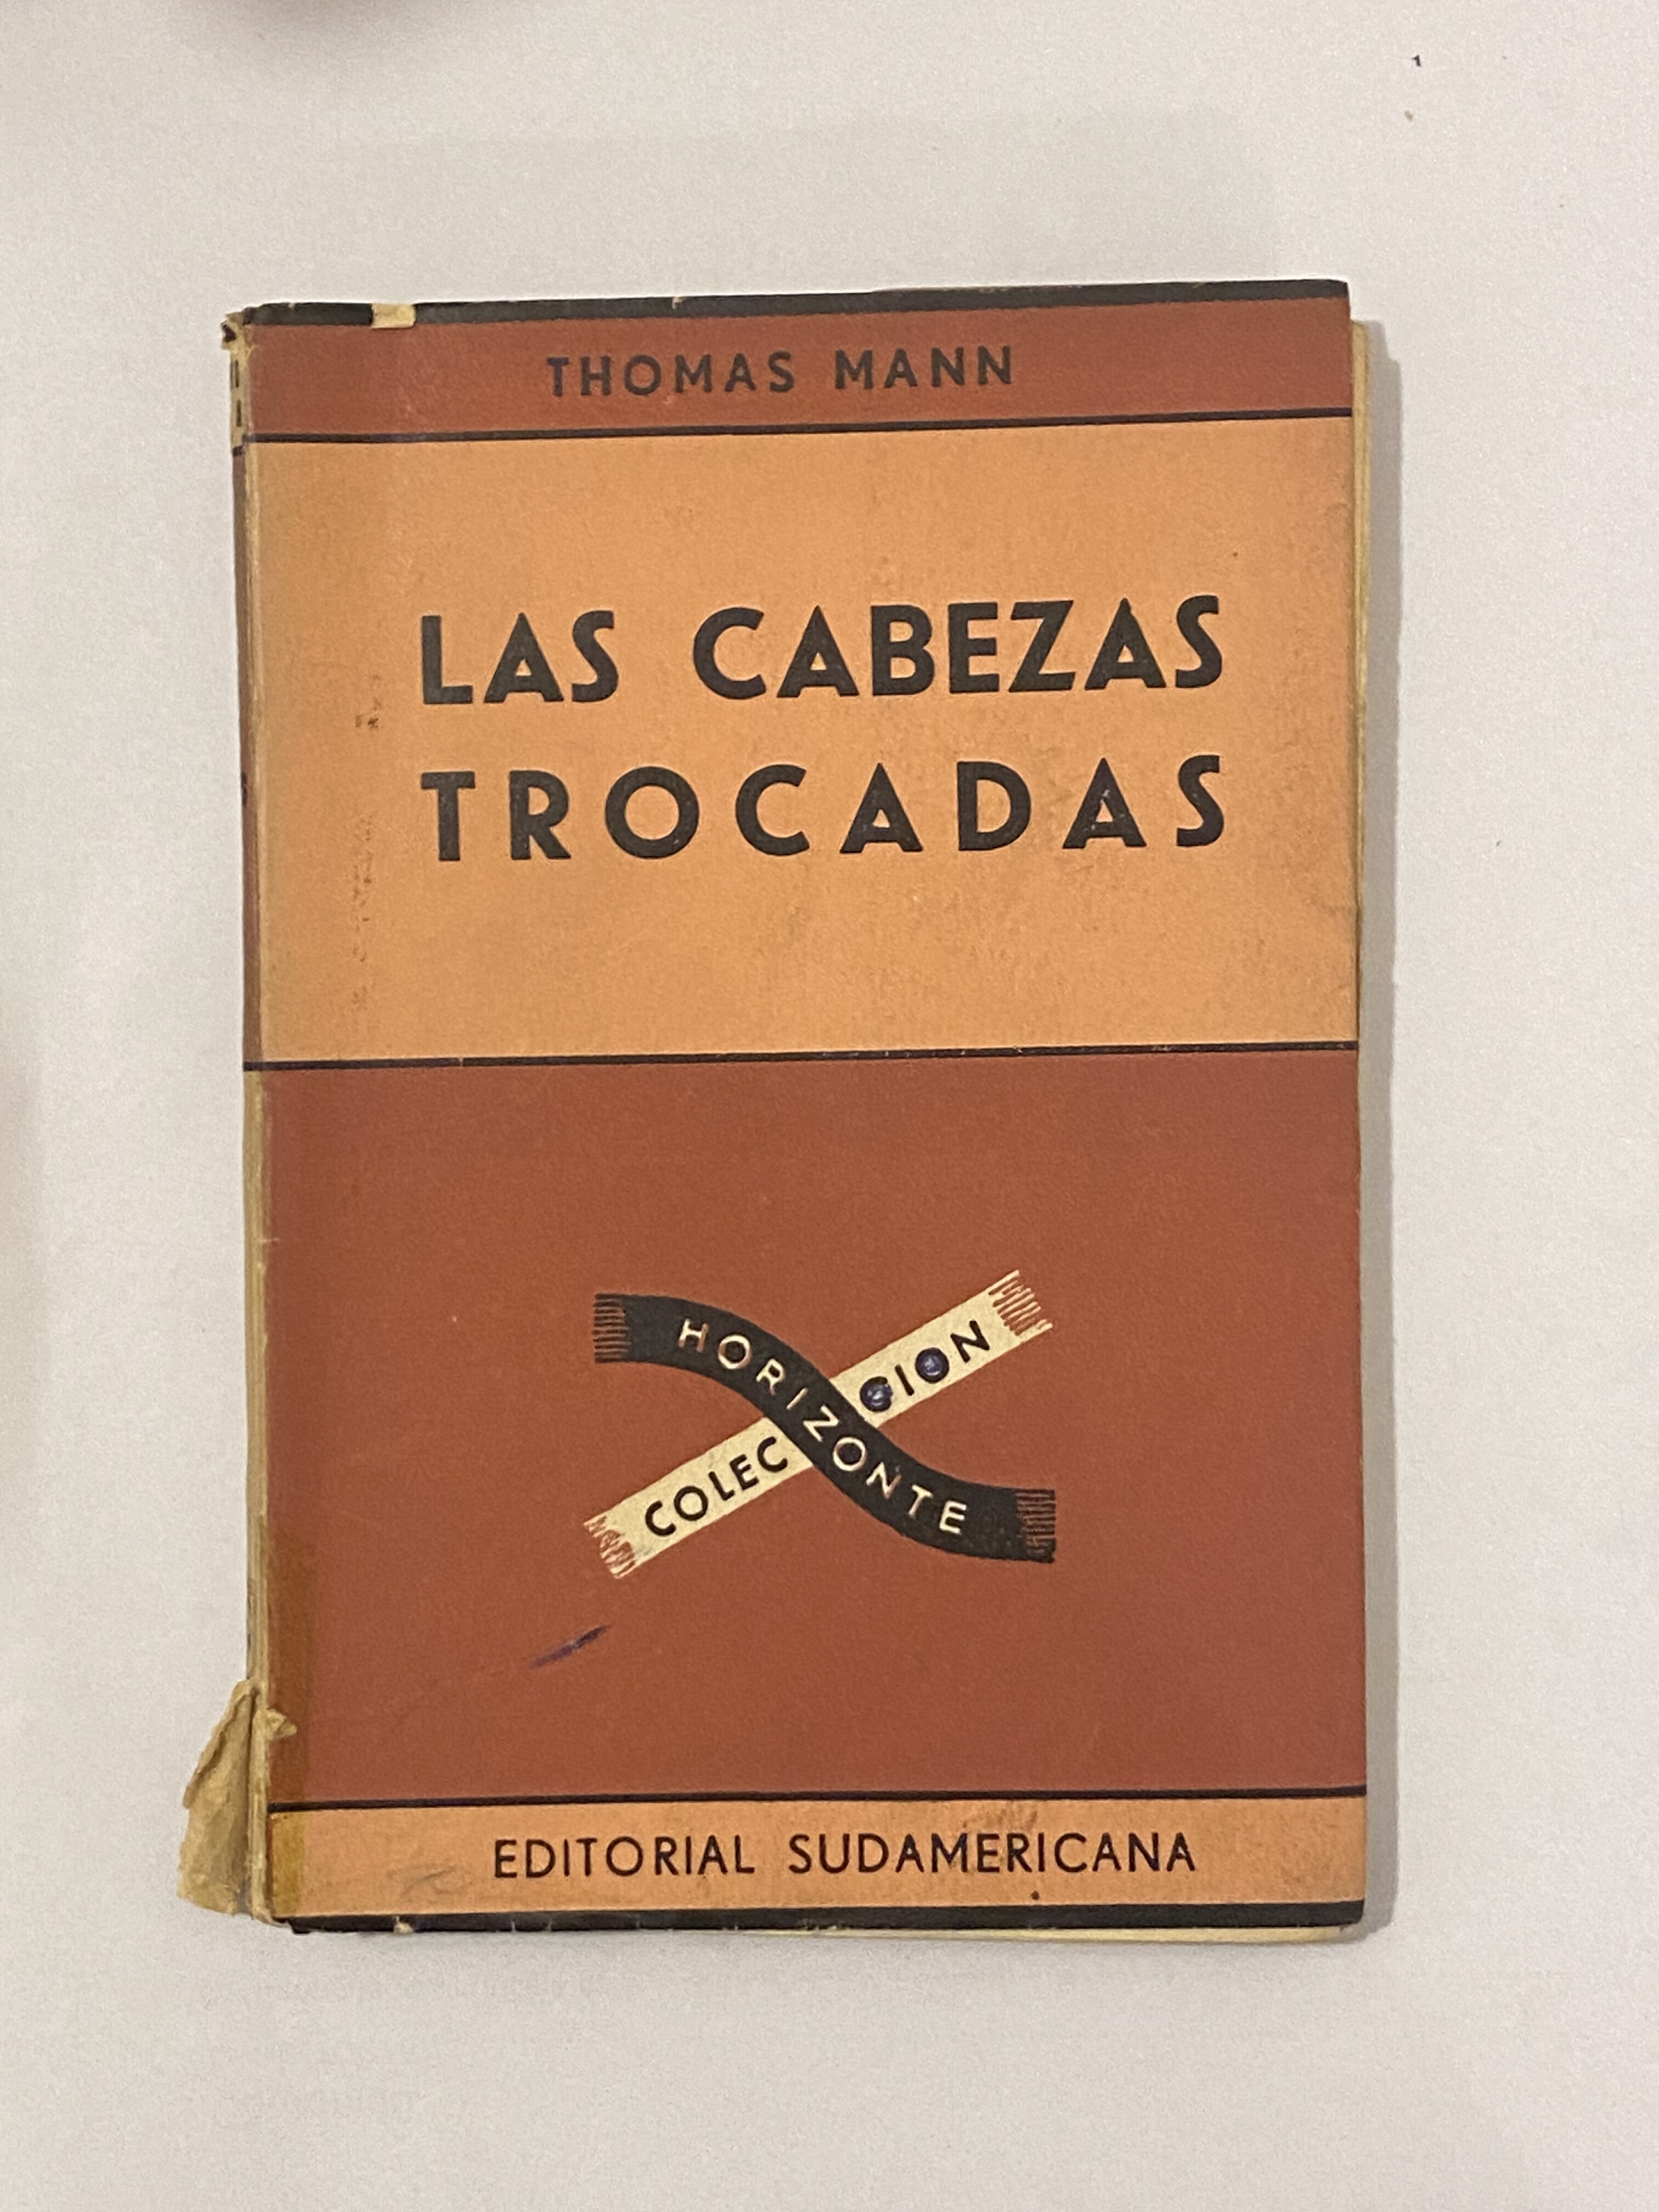 THOMAS MANN
LAS CABEZAS
TROCADAS
HORIZONTE
COLECCION
EDITORIAL SUDAMERICANA